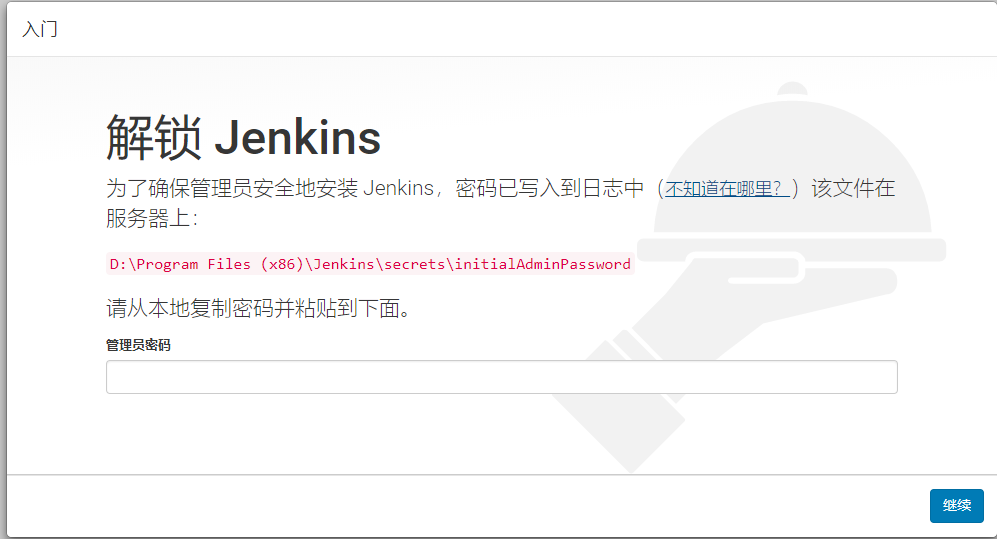 入门
解锁 Jenkins
为了确保管理员安全地安装 Jenkins，密码已写入到日志中（不知道在哪里？）该文件在
服务器上：
D:\Program Files (x86)\Jenkins\secrets\initialAdminPassword
请从本地复制密码并粘贴到下面。
管理员密码
继续